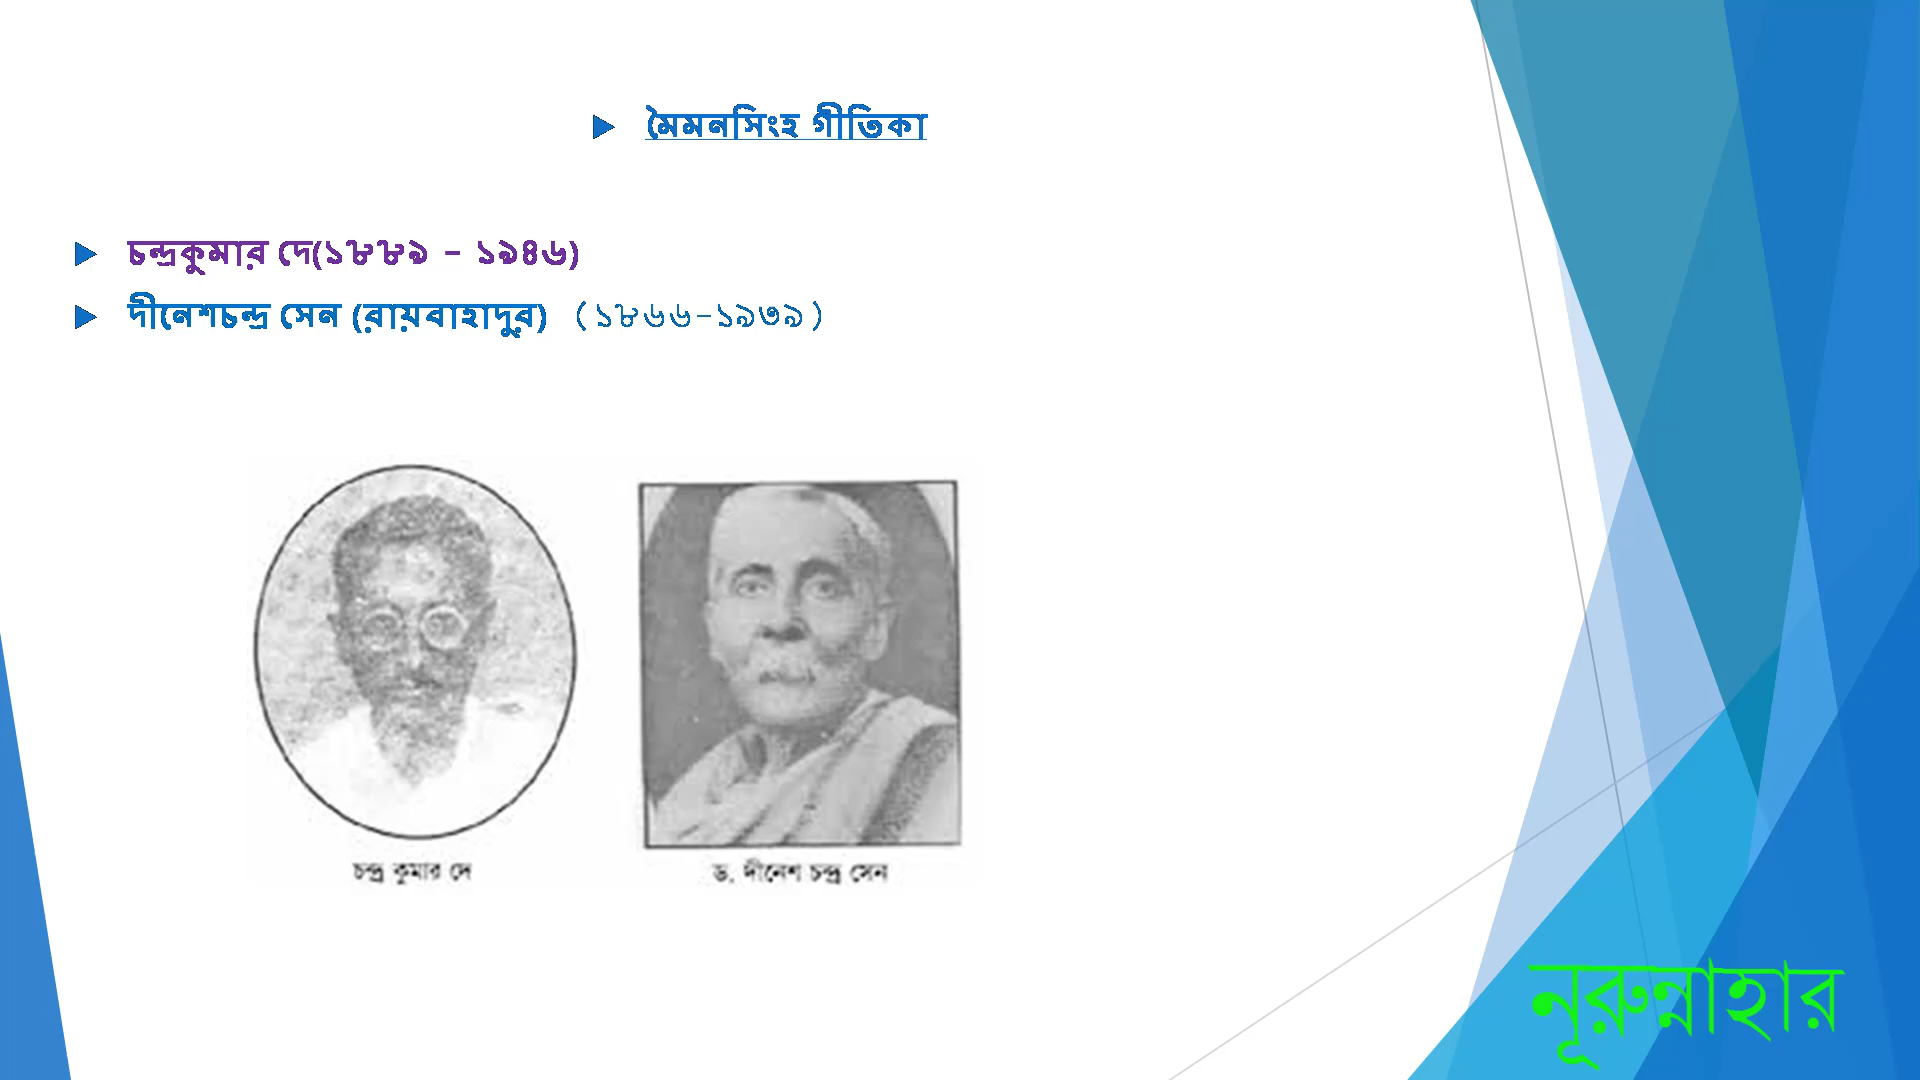 মৈমনসিংহ গীতিকা
চন্দ্রকুমার দে(১৮৮৯ – ১৯৪৬)
দীনেশচন্দ্র সেন (রায়বাহাদুর) (১৮৬৬-১৯৩৯)
চন্দ্র কুমার দে
ড. দীনেশ চন্দ্র সেন
নূরুন্নাহার